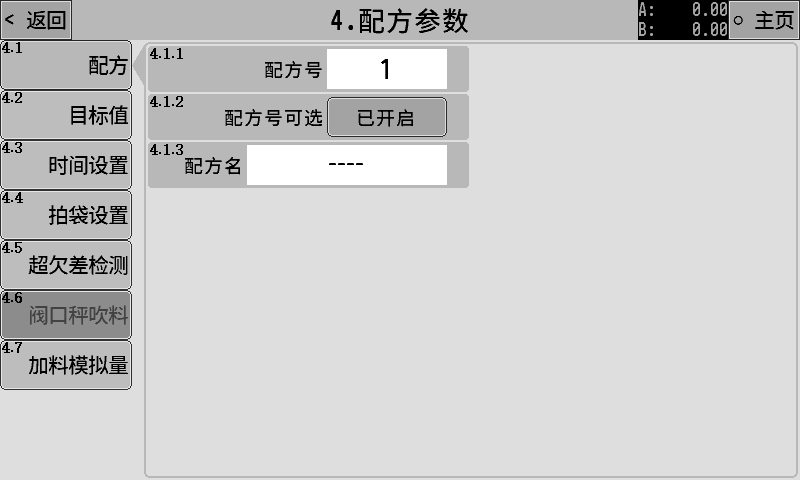 < 返回
4.配方参数
A: 0.00
B: 0.00
○ 主页
4.1 配方
4.2 目标值
4.3 时间设置
4.4 拍袋设置
4.5 超欠差检测
4.6 阀口秤吹料
4.7 加料模拟量
4.1.1 配方号 1
4.1.2 配方号可选 已开启
4.1.3 配方名 ----